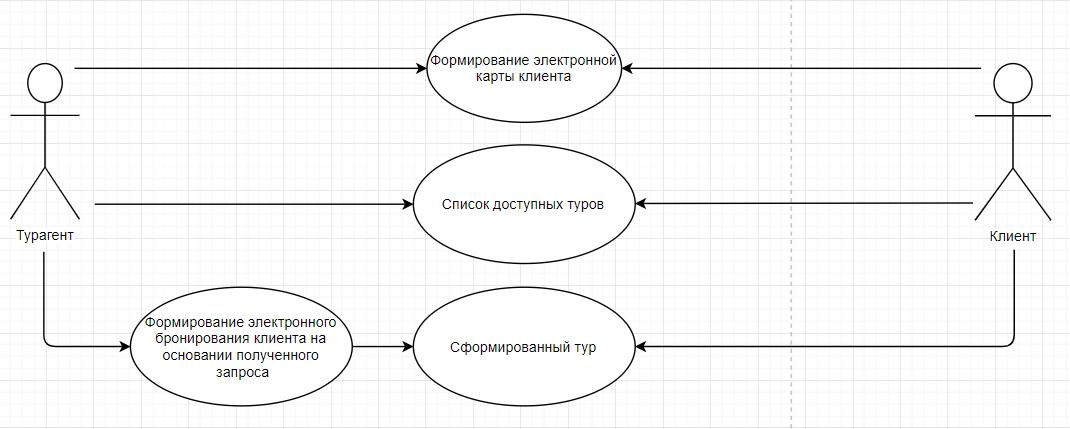 Формирование электронной
карты клиента
Список доступных туров
Турагент
Клиент
Формирование электронного
бронирования клиента на
основании полученного
запроса
Сформированный тур